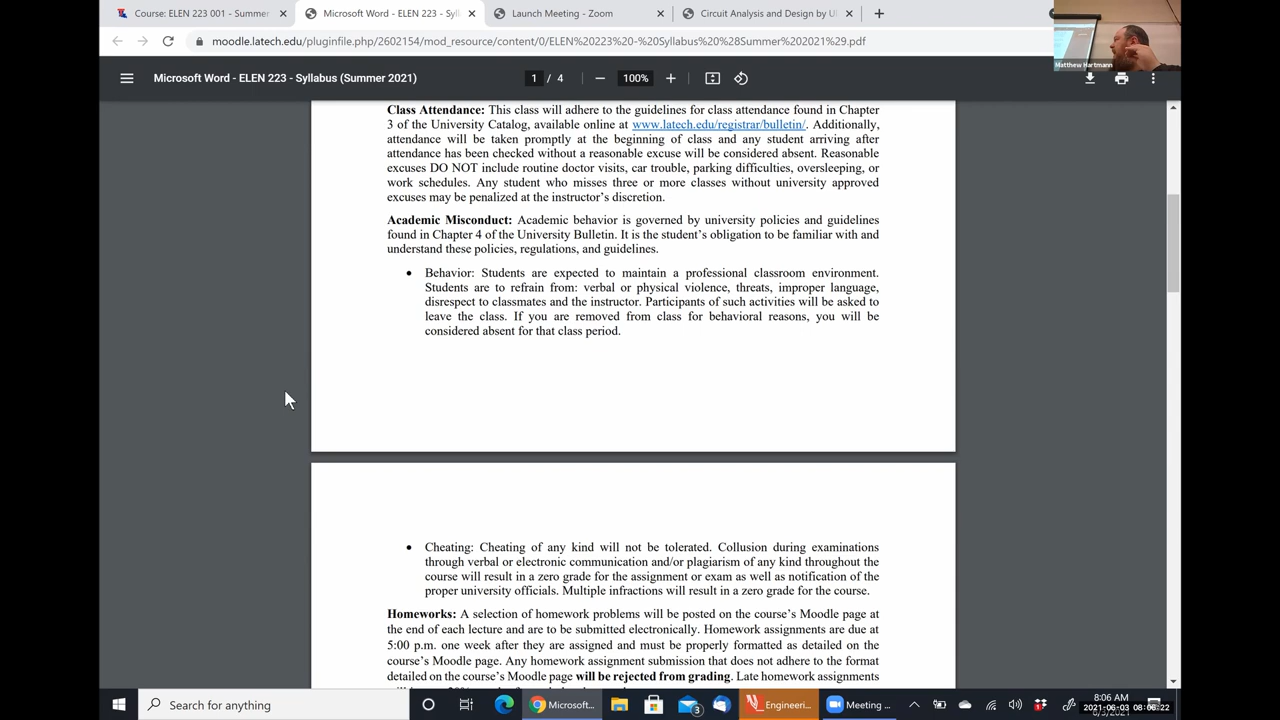 Course: ELEN 223 001 - Summer
Microsoft Word - ELEN 223 - Syll
Launch Meeting - Zoom
Circuit Analysis and Design by Ul
moodle.latech.edu/pluginfile.php/2602154/mod_resource/content/0/ELEN%20223%20-%20Syllabus%20%28Summer%202021%29.pdf
Matthew Hartmann
Microsoft Word - ELEN 223 - Syllabus (Summer 2021)
1 / 4
100%
Class Attendance: This class will adhere to the guidelines for class attendance found in Chapter
3 of the University Catalog, available online at www.latech.edu/registrar/bulletin/. Additionally,
attendance will be taken promptly at the beginning of class and any student arriving after
attendance has been checked without a reasonable excuse will be considered absent. Reasonable
excuses DO NOT include routine doctor visits, car trouble, parking difficulties, oversleeping, or
work schedules. Any student who misses three or more classes without university approved
excuses may be penalized at the instructor's discretion.
Academic Misconduct: Academic behavior is governed by university policies and guidelines
found in Chapter 4 of the University Bulletin. It is the student's obligation to be familiar with and
understand these policies, regulations, and guidelines.
• Behavior: Students are expected to maintain a professional classroom environment.
Students are to refrain from: verbal or physical violence, threats, improper language,
disrespect to classmates and the instructor. Participants of such activities will be asked to
leave the class. If you are removed from class for behavioral reasons, you will be
considered absent for that class period.
• Cheating: Cheating of any kind will not be tolerated. Collusion during examinations
through verbal or electronic communication and/or plagiarism of any kind throughout the
course will result in a zero grade for the assignment or exam as well as notification of the
proper university officials. Multiple infractions will result in a zero grade for the course.
Homeworks: A selection of homework problems will be posted on the course's Moodle page at
the end of each lecture and are to be submitted electronically. Homework assignments are due at
5:00 p.m. one week after they are assigned and must be properly formatted as detailed on the
course's Moodle page. Any homework assignment submission that does not adhere to the format
detailed on the course's Moodle page will be rejected from grading. Late homework assignments
Search for anything
Microsoft...
Engineeri...
Meeting ...
8:06 AM
2021-06-03 08:06:22